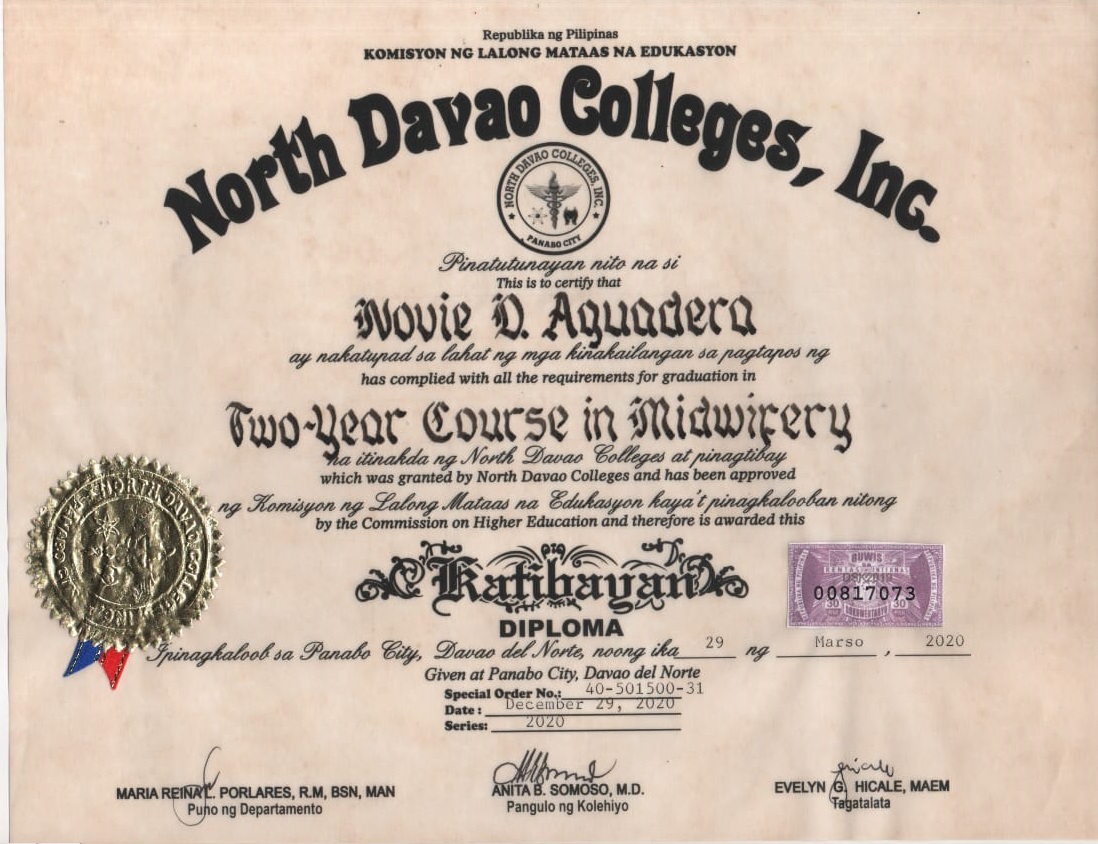 Republika ng Pilipinas
KOMISYON NG LALONG MATAAS NA EDUKASYON
North Davao Colleges, Inc.
NORTH DAVAO COLLEGES, INC.
PANABO CITY
Pinatutunayan nito na si
This is to certify that
Novie D. Aguadera
ay nakatupad sa lahat ng mga kinakailangan sa pagtapos ng
has complied with all the requirements for graduation in
Two-Year Course in Midwifery
na itinakda ng North Davao Colleges at pinagtibay
which was granted by North Davao Colleges and has been approved
ng Komisyon ng Lalong Mataas na Edukasyon kaya't pinagkalooban nitong
by the Commission on Higher Education and therefore is awarded this
Katibayan
DIPLOMA
BUWIS
RENTAS INTERNAS
00817073
30 30
Ipinagkaloob sa Panabo City, Davao del Norte, noong ika 29 ng Marso, 2020
Given at Panabo City, Davao del Norte
Special Order No.: 40-501500-31
Date: December 29, 2020
Series: 2020
MARIA REINA L. PORLARES, R.M, BSN, MAN
Puno ng Departamento
ANITA B. SOMOSO, M.D.
Pangulo ng Kolehiyo
EVELYN G. HICALE, MAEM
Tagatalata